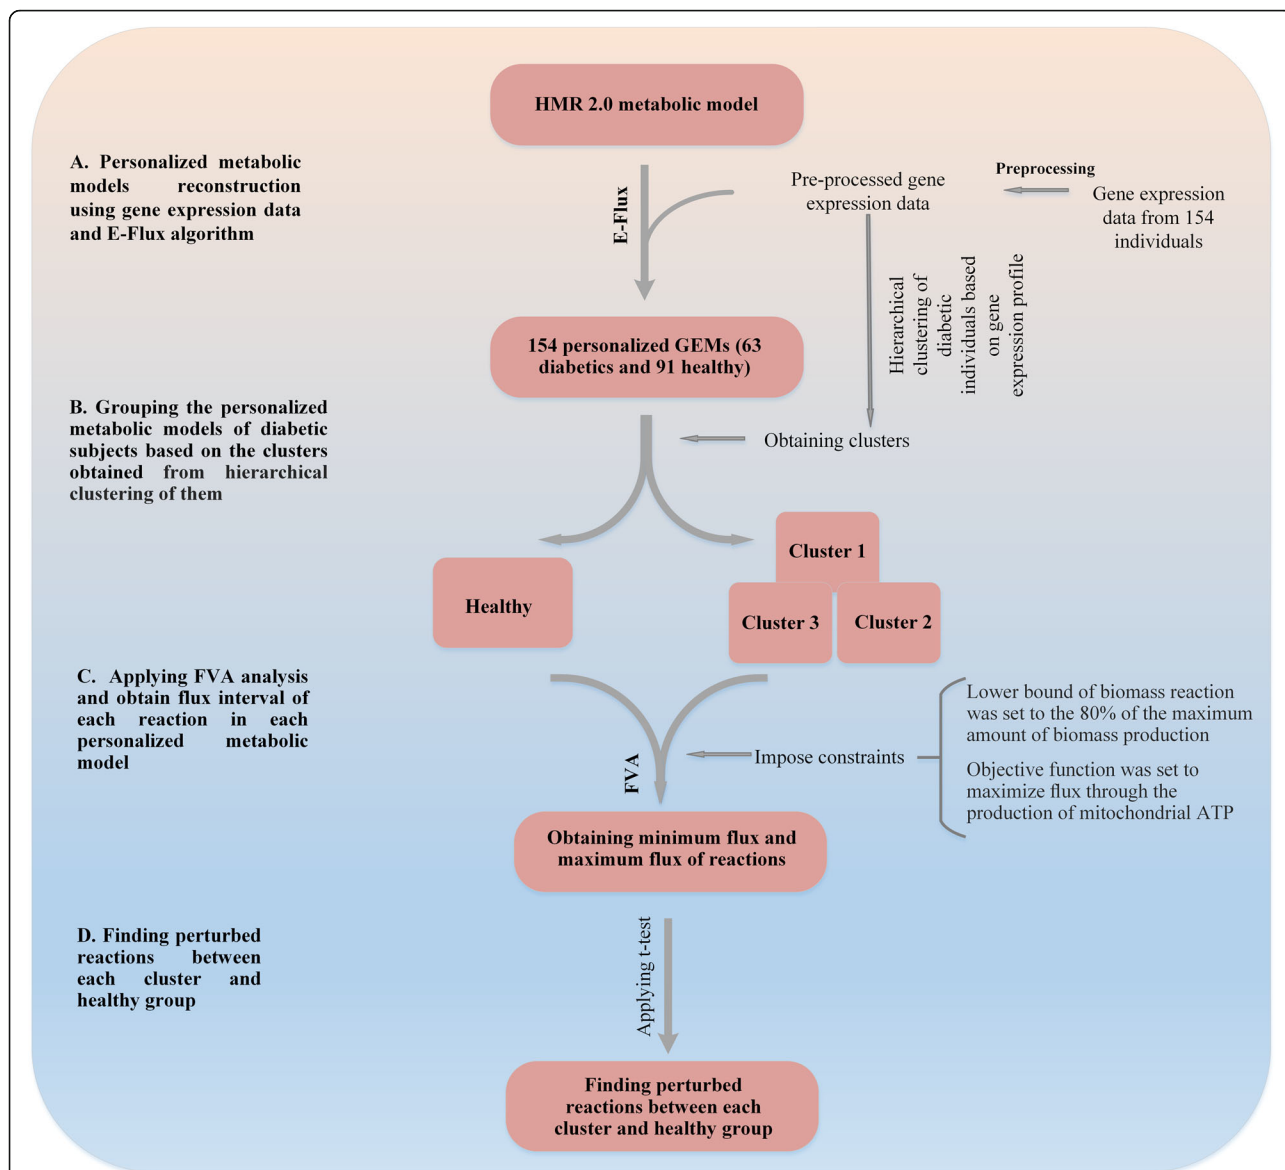 HMR 2.0 metabolic model
A. Personalized metabolic
models reconstruction
using gene expression data
and E-Flux algorithm
E-Flux
Pre-processed gene
expression data
Preprocessing
Gene expression
data from 154
individuals
Hierarchical
clustering of
diabetic
individuals based
on gene
expression profile
154 personalized GEMs (63
diabetics and 91 healthy)
B. Grouping the personalized
metabolic models of diabetic
subjects based on the clusters
obtained from hierarchical
clustering of them
Obtaining clusters
Healthy
Cluster 1
Cluster 3
Cluster 2
C. Applying FVA analysis
and obtain flux interval of
each reaction in each
personalized metabolic
model
FVA
Impose constraints
Lower bound of biomass reaction
was set to the 80% of the maximum
amount of biomass production
Objective function was set to
maximize flux through the
production of mitochondrial ATP
Obtaining minimum flux and
maximum flux of reactions
D. Finding perturbed
reactions between
each cluster and
healthy group
Applying t-test
Finding perturbed
reactions between each
cluster and healthy group